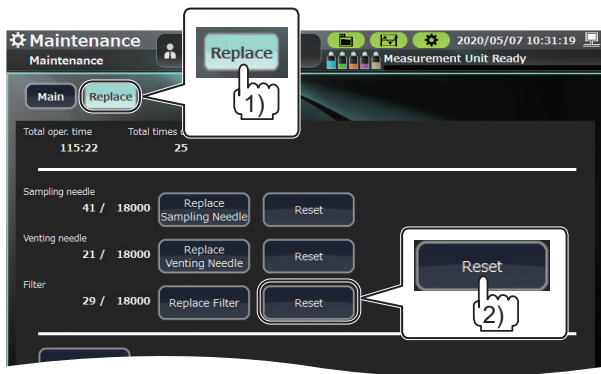 Maintenance
Maintenance
2020/05/07 10:31:19
Measurement Unit Ready
Replace
1)
Main
Replace
Total oper. time
Total times
115:22
25
Sampling needle
41 / 18000
Replace
Sampling Needle
Reset
Venting needle
21 / 18000
Replace
Venting Needle
Reset
Filter
29 / 18000
Replace Filter
Reset
Reset
2)